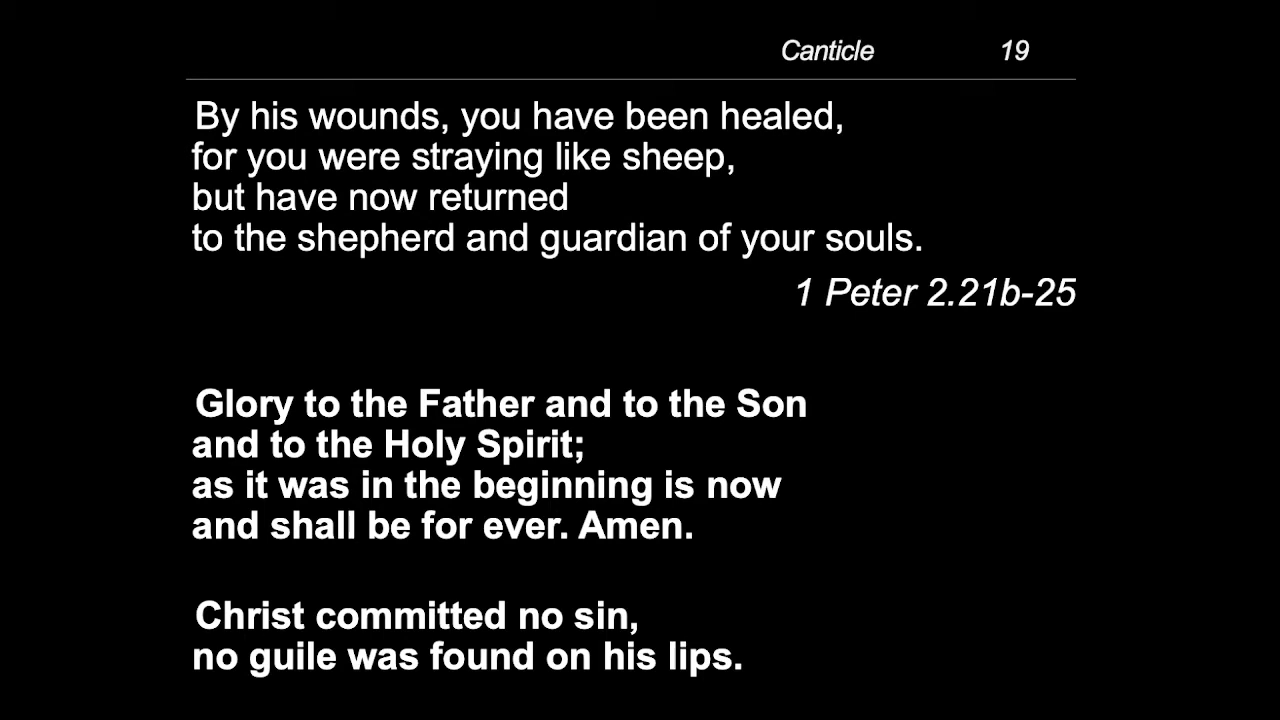 Canticle 19
By his wounds, you have been healed,
for you were straying like sheep,
but have now returned
to the shepherd and guardian of your souls.
1 Peter 2.21b-25
Glory to the Father and to the Son
and to the Holy Spirit;
as it was in the beginning is now
and shall be for ever. Amen.
Christ committed no sin,
no guile was found on his lips.